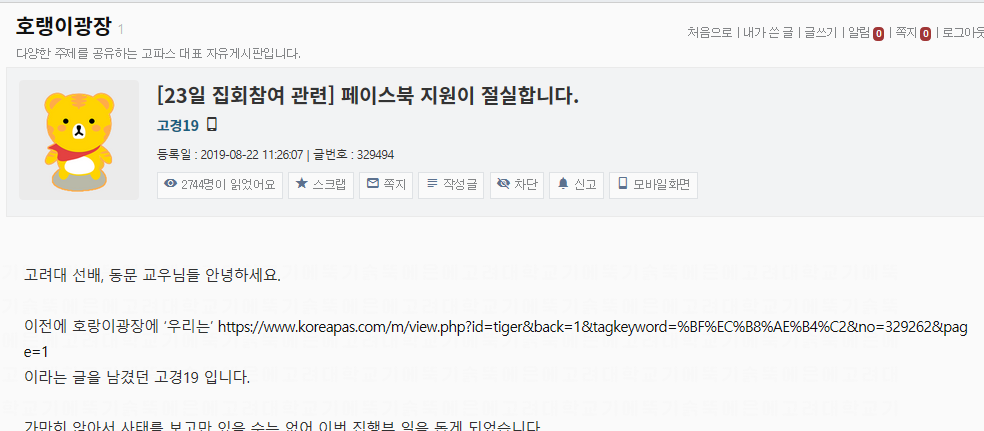 호랭이광장 1
처음으로 | 내가 쓴 글 | 글쓰기 | 알림 0 | 쪽지 0 | 로그아웃
다양한 주제를 공유하는 고파스 대표 자유게시판입니다.
[23일 집회참여 관련] 페이스북 지원이 절실합니다.
고경19
등록일 : 2019-08-22 11:26:07 | 글번호 : 329494
2744명이 읽었어요 스크랩 쪽지 작성글 차단 신고 모바일화면
고려대 선배, 동문 교우님들 안녕하세요.
이전에 호랑이광장에 '우리는' https://www.koreapas.com/m/view.php?id=tiger&back=1&tagkeyword=%BF%EC%B8%AE%B4%C2&no=329262&pag
e=1
이라는 글을 남겼던 고경19 입니다.
가만히 앉아서 사태를 보고만 있을 수는 없어 이번 집행부 일을 돕게 되었습니다